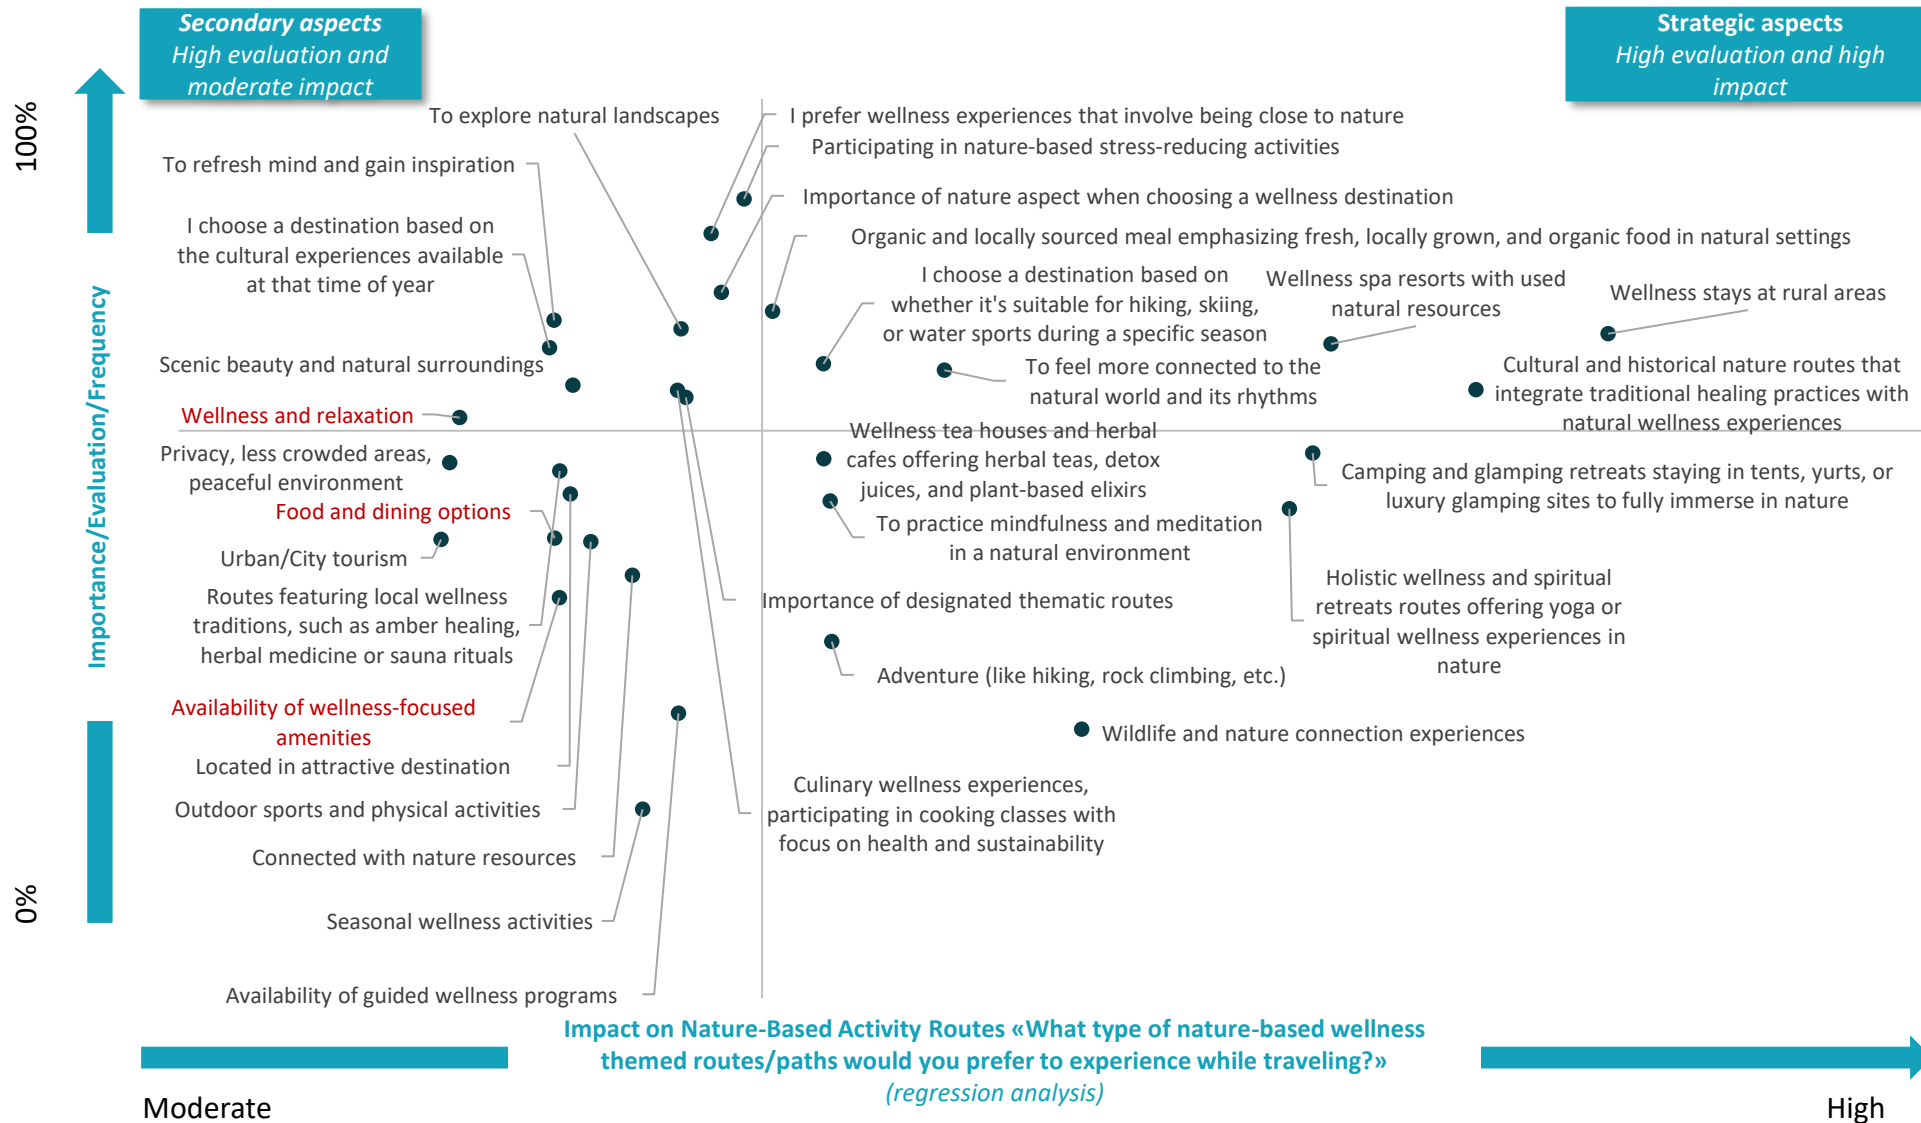 Secondary aspects
High evaluation and
moderate impact
Strategic aspects
High evaluation and high
impact
100%
To explore natural landscapes
I prefer wellness experiences that involve being close to nature
Participating in nature-based stress-reducing activities
To refresh mind and gain inspiration
Importance of nature aspect when choosing a wellness destination
I choose a destination based on
the cultural experiences available
at that time of year
Organic and locally sourced meal emphasizing fresh, locally grown, and organic food in natural settings
I choose a destination based on
whether it's suitable for hiking, skiing,
or water sports during a specific season
Wellness spa resorts with used
natural resources
Wellness stays at rural areas
Scenic beauty and natural surroundings
To feel more connected to the
natural world and its rhythms
Cultural and historical nature routes that
integrate traditional healing practices with
natural wellness experiences
Wellness and relaxation
Importance/Evaluation/Frequency
Privacy, less crowded areas,
peaceful environment
Wellness tea houses and herbal
cafes offering herbal teas, detox
juices, and plant-based elixirs
Camping and glamping retreats staying in tents, yurts, or
luxury glamping sites to fully immerse in nature
Food and dining options
To practice mindfulness and meditation
in a natural environment
Urban/City tourism
Routes featuring local wellness
traditions, such as amber healing,
herbal medicine or sauna rituals
Importance of designated thematic routes
Holistic wellness and spiritual
retreats routes offering yoga or
spiritual wellness experiences in
nature
Adventure (like hiking, rock climbing, etc.)
Availability of wellness-focused
amenities
Wildlife and nature connection experiences
Located in attractive destination
Outdoor sports and physical activities
Culinary wellness experiences,
participating in cooking classes with
focus on health and sustainability
Connected with nature resources
0%
Seasonal wellness activities
Availability of guided wellness programs
Impact on Nature-Based Activity Routes «What type of nature-based wellness
themed routes/paths would you prefer to experience while traveling?»
(regression analysis)
Moderate
High